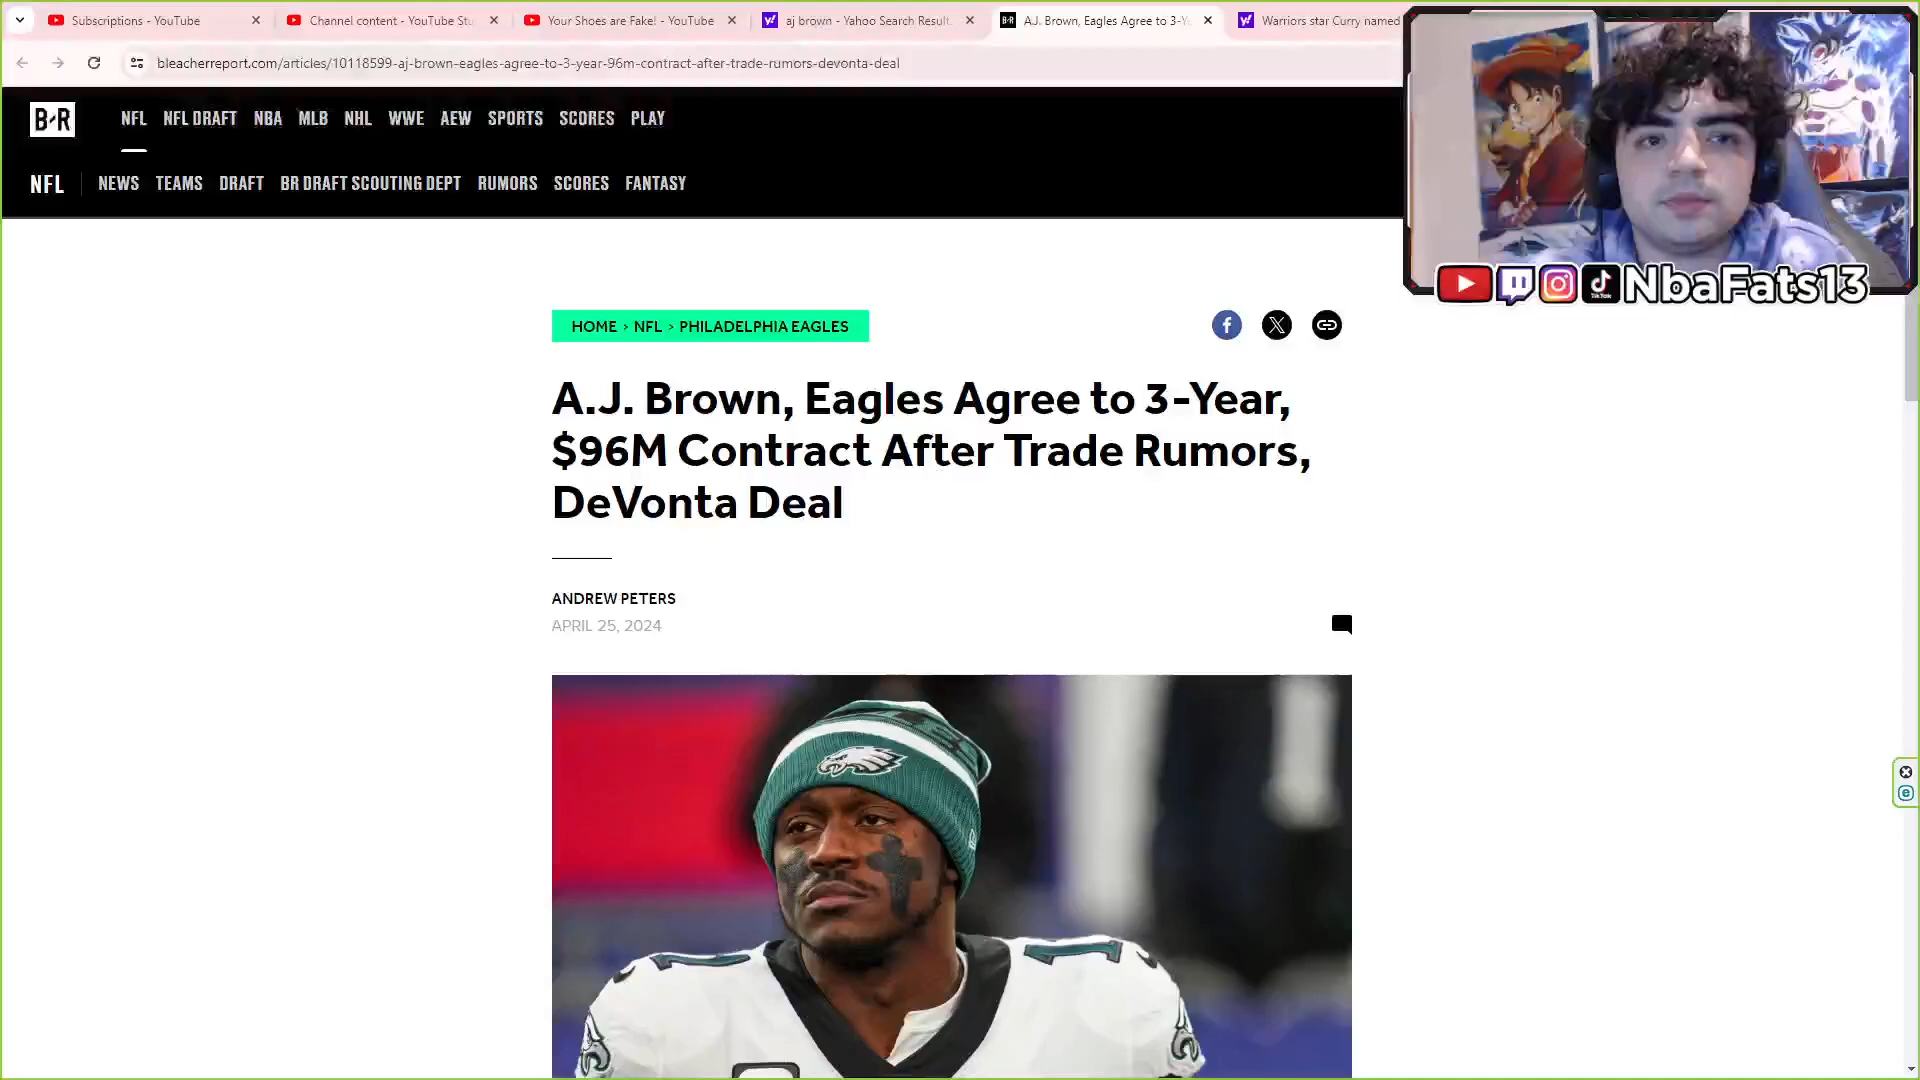 Subscriptions - YouTube
Channel content - YouTube Stu
Your Shoes are Fake! - YouTube
aj brown - Yahoo Search Result
A.J. Brown, Eagles Agree to 3-Y
Warriors star Curry named
bleacherreport.com/articles/10118599-aj-brown-eagles-agree-to-3-year-96m-contract-after-trade-rumors-devonta-deal
B/R
NFL NFL DRAFT NBA MLB NHL WWE AEW SPORTS SCORES PLAY
NFL NEWS TEAMS DRAFT BR DRAFT SCOUTING DEPT RUMORS SCORES FANTASY
NbaFats13
HOME > NFL > PHILADELPHIA EAGLES
A.J. Brown, Eagles Agree to 3-Year,
$96M Contract After Trade Rumors,
DeVonta Deal
ANDREW PETERS
APRIL 25, 2024